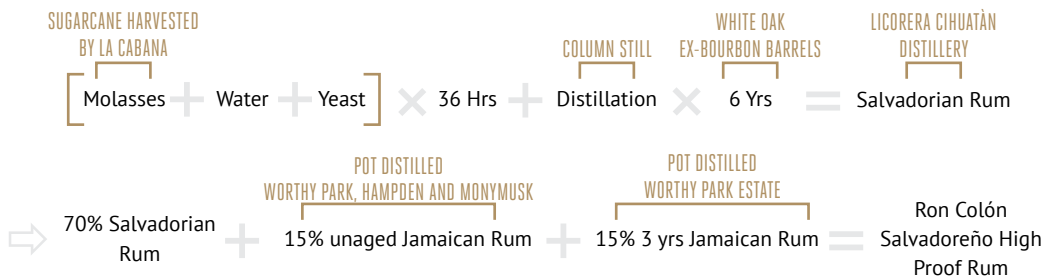 SUGARCANE HARVESTED
BY LA CABANA
COLUMN STILL
WHITE OAK
EX-BOURBON BARRELS
LICORERA CIHUATÀN
DISTILLERY
[ Molasses + Water + Yeast ] × 36 Hrs + Distillation × 6 Yrs = Salvadorian Rum
POT DISTILLED
WORTHY PARK, HAMPDEN AND MONYMUSK
POT DISTILLED
WORTHY PARK ESTATE
70% Salvadorian
Rum
+ 15% unaged Jamaican Rum + 15% 3 yrs Jamaican Rum =
Ron Colón
Salvadoreño High
Proof Rum